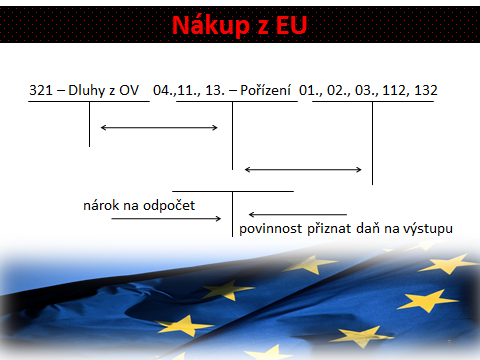 Nákup z EU
321 – Dluhy z OV 04.,11., 13. – Pořízení 01., 02., 03., 112, 132
nárok na odpočet
povinnost přiznat daň na výstupu